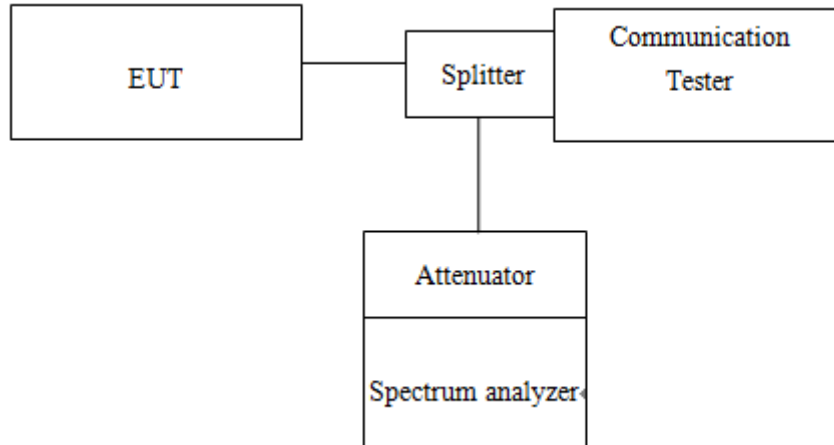 EUT
Splitter
Communication
Tester
Attenuator
Spectrum analyzer